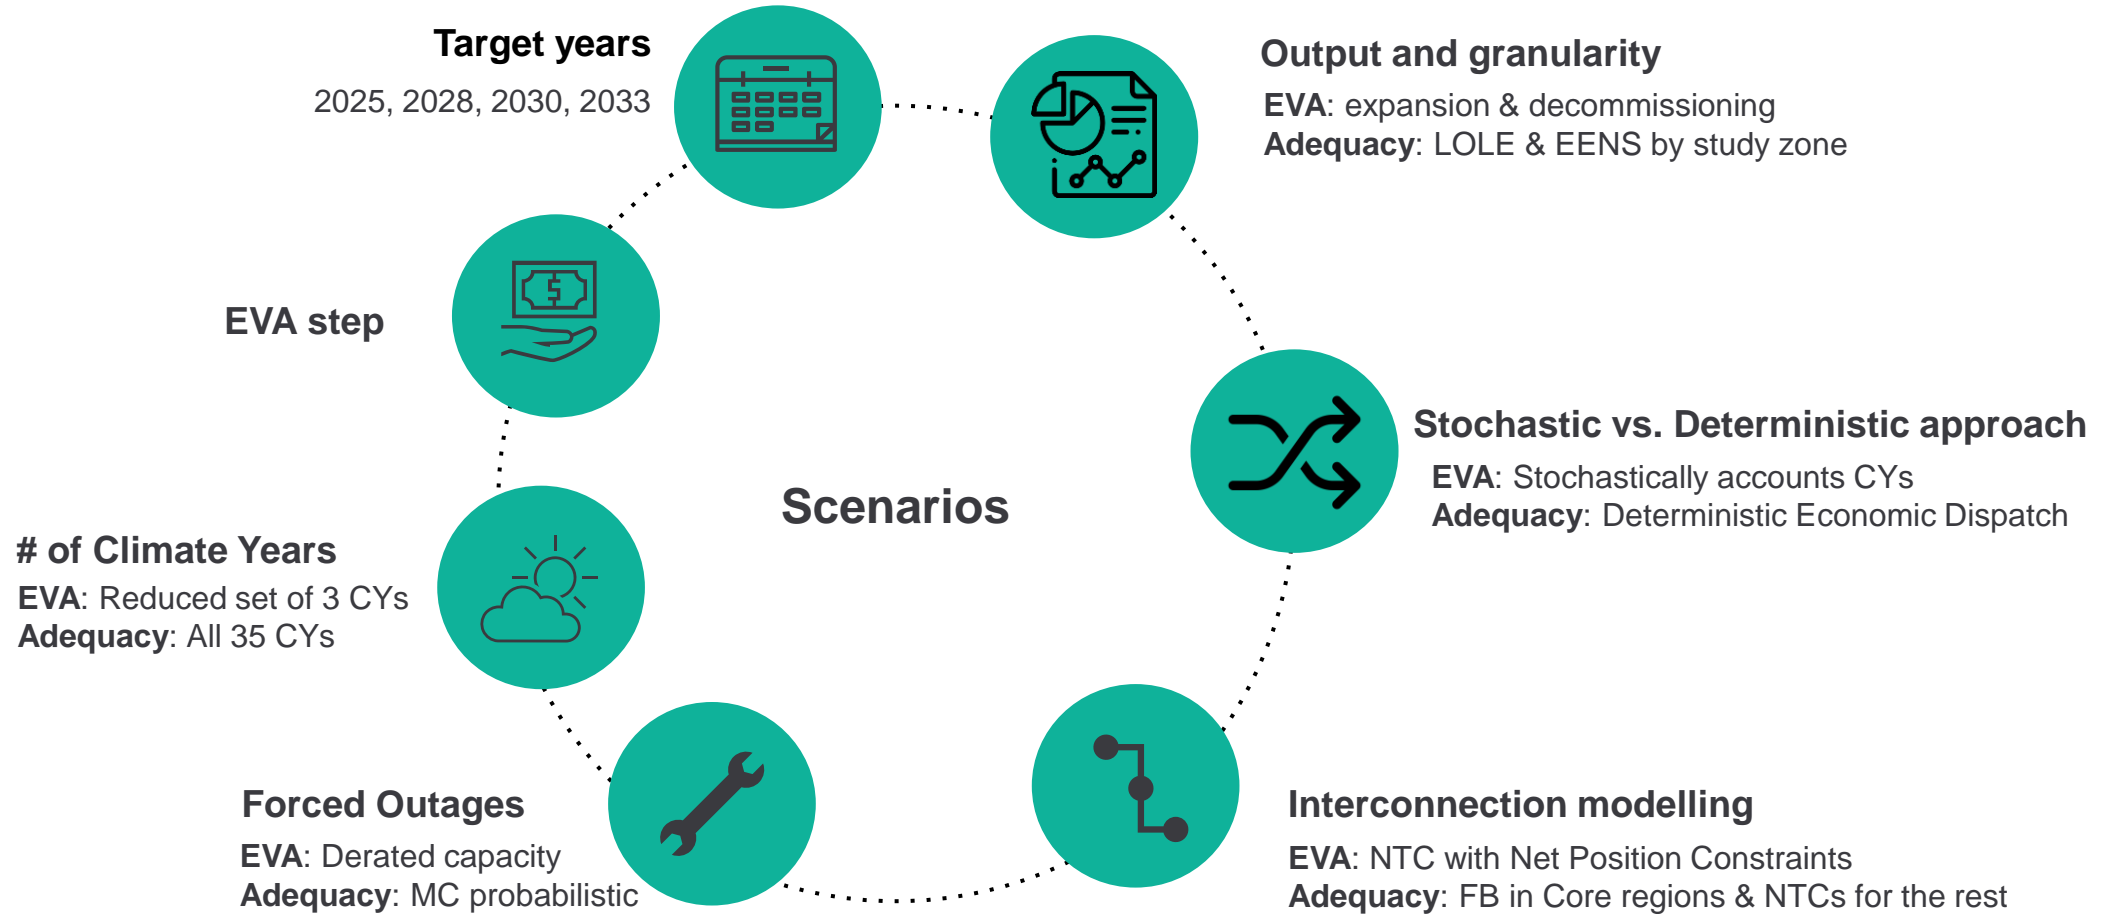 Target years
2025, 2028, 2030, 2033
Output and granularity
EVA: expansion & decommissioning
Adequacy: LOLE & EENS by study zone
EVA step
Stochastic vs. Deterministic approach
EVA: Stochastically accounts CYs
Adequacy: Deterministic Economic Dispatch
Scenarios
# of Climate Years
EVA: Reduced set of 3 CYs
Adequacy: All 35 CYs
Forced Outages
EVA: Derated capacity
Adequacy: MC probabilistic
Interconnection modelling
EVA: NTC with Net Position Constraints
Adequacy: FB in Core regions & NTCs for the rest